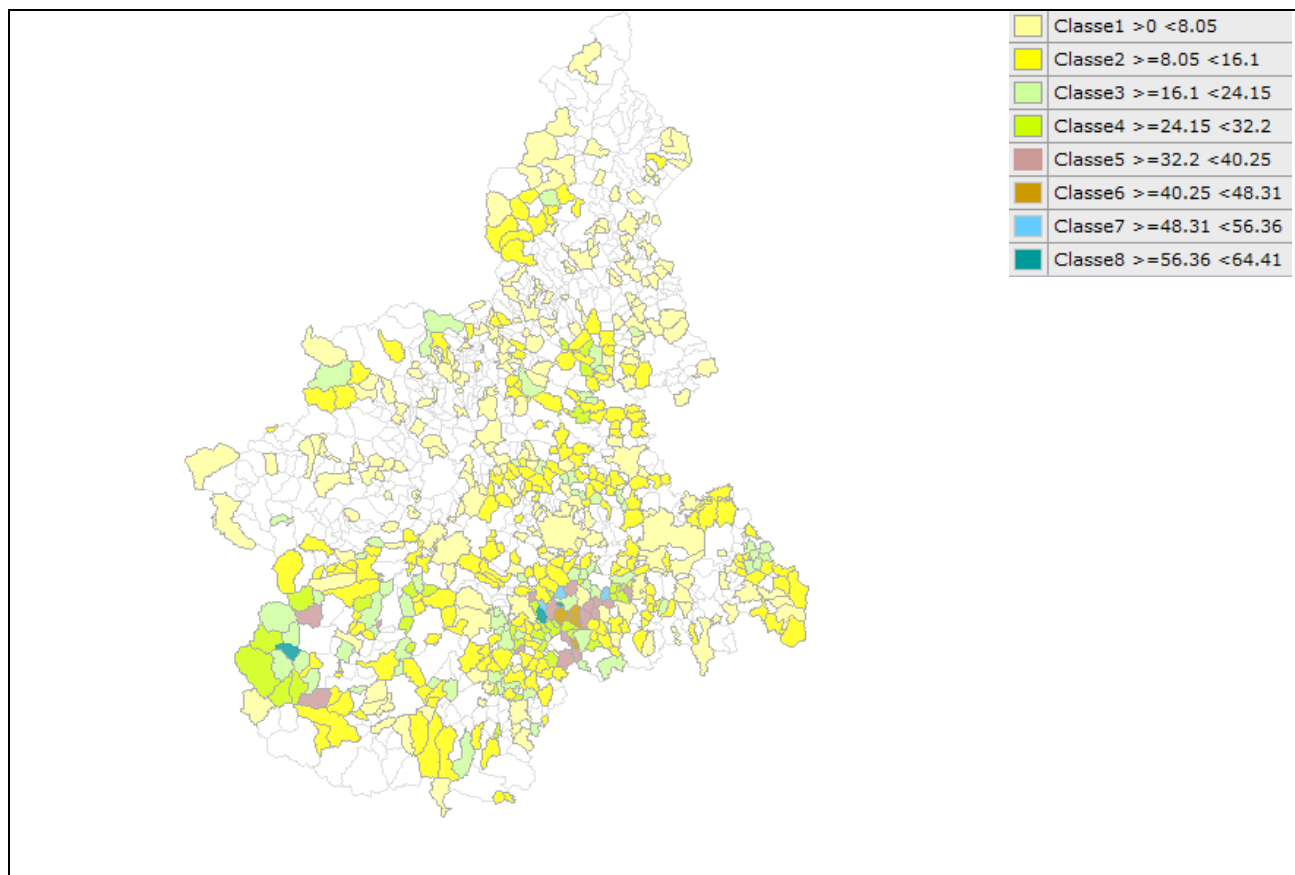 Classe1 >0 <8.05
Classe2 >=8.05 <16.1
Classe3 >=16.1 <24.15
Classe4 >=24.15 <32.2
Classe5 >=32.2 <40.25
Classe6 >=40.25 <48.31
Classe7 >=48.31 <56.36
Classe8 >=56.36 <64.41